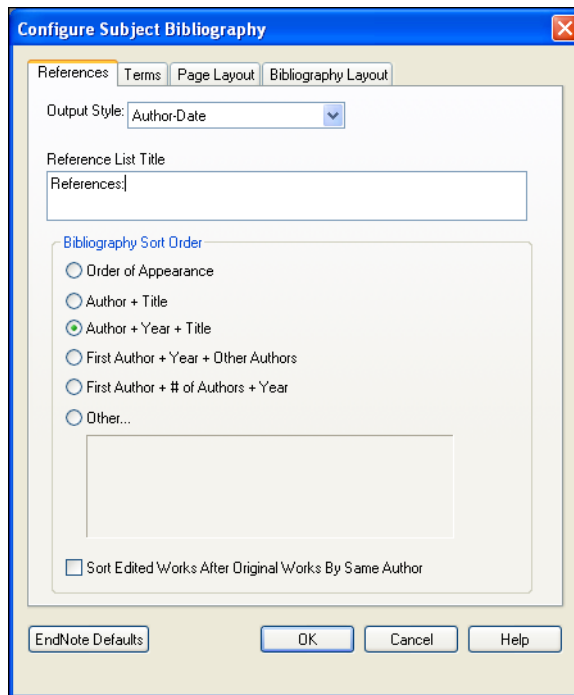 Configure Subject Bibliography
References Terms Page Layout Bibliography Layout
Output Style: Author-Date
Reference List Title
References:
Bibliography Sort Order
Order of Appearance
Author + Title
Author + Year + Title
First Author + Year + Other Authors
First Author + # of Authors + Year
Other...
Sort Edited Works After Original Works By Same Author
EndNote Defaults OK Cancel Help